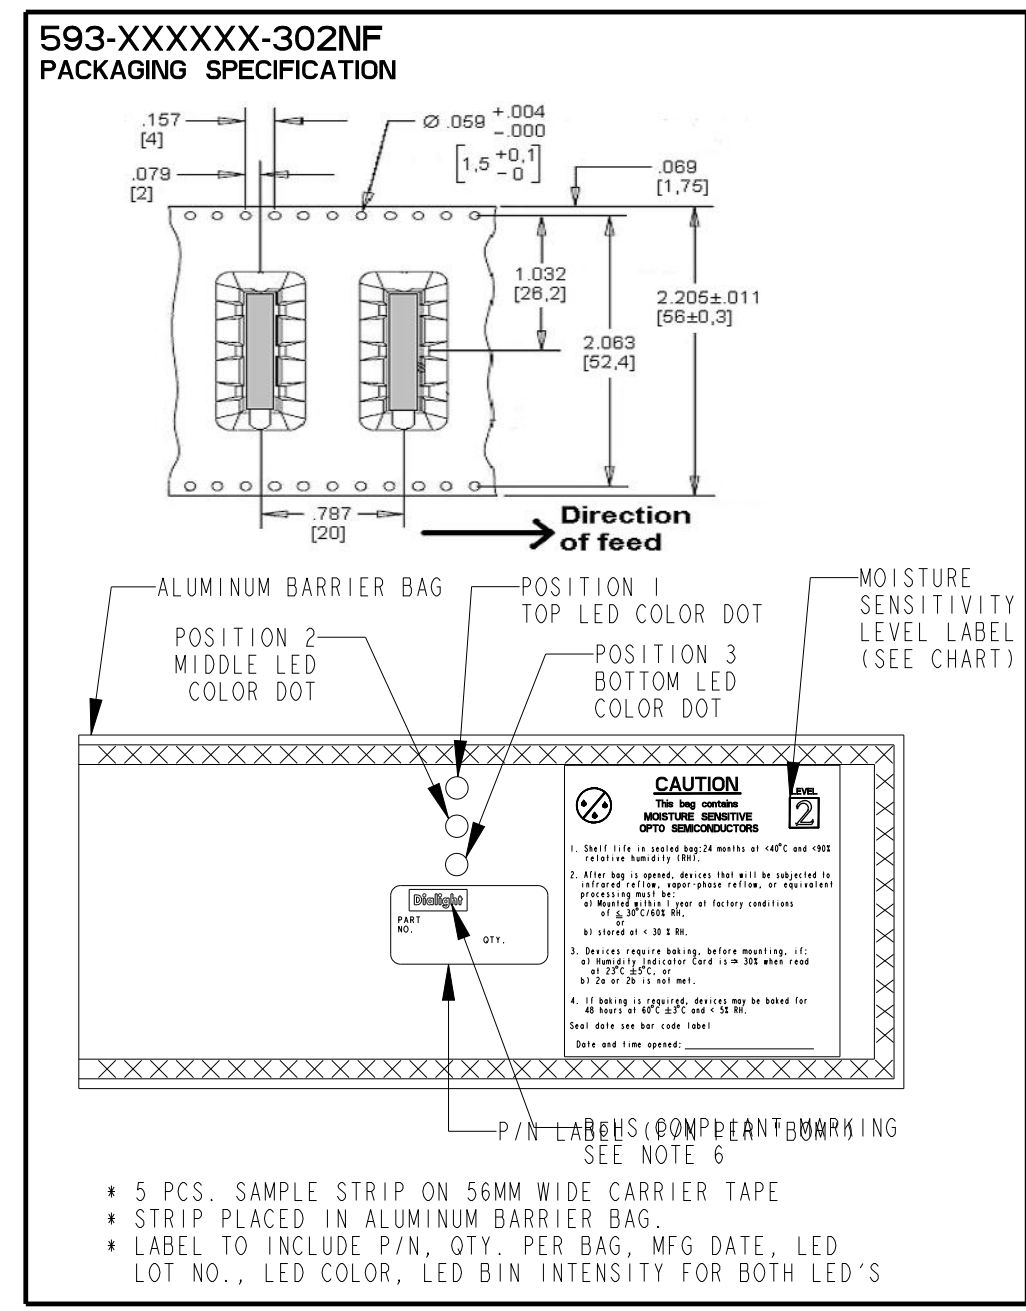 593-XXXXXX-302NF
PACKAGING SPECIFICATION
.157
[4]
.079
[2]
Ø .059 +.004
-.000
[1,5 +0,1
- 0]
.069
[1,75]
1.032
[26,2]
2.205±.011
[56±0,3]
2.063
[52,4]
.787
[20]
Direction
of feed
ALUMINUM BARRIER BAG
POSITION 1
TOP LED COLOR DOT
MOISTURE
SENSITIVITY
LEVEL LABEL
(SEE CHART)
POSITION 2
MIDDLE LED
COLOR DOT
POSITION 3
BOTTOM LED
COLOR DOT
CAUTION
This bag contains
MOISTURE SENSITIVE
OPTO SEMICONDUCTORS
LEVEL
2
1. Shelf life in sealed bag:24 months at <40°C and <90%
relative humidity (RH).
2. After bag is opened, devices that will be subjected to
infrared reflow, vapor-phase reflow, or equivalent
processing must be:
a) Mounted within 1 year at factory conditions
of ≤ 30°C/60% RH,
or
b) stored at < 30 % RH.
3. Devices require baking, before mounting, if:
a) Humidity Indicator Card is => 30% when read
at 23°C ±5°C, or
b) 2a or 2b is not met.
4. If baking is required, devices may be baked for
48 hours at 60°C ±3°C and < 5% RH.
Seal date see bar code label
Date and time opened:
Dialight
PART
NO.
QTY.
P/N LABEL (P/N PER "BOM")
RoHS COMPLIANT MARKING
SEE NOTE 6
* 5 PCS. SAMPLE STRIP ON 56MM WIDE CARRIER TAPE
* STRIP PLACED IN ALUMINUM BARRIER BAG.
* LABEL TO INCLUDE P/N, QTY. PER BAG, MFG DATE, LED
LOT NO., LED COLOR, LED BIN INTENSITY FOR BOTH LED'S